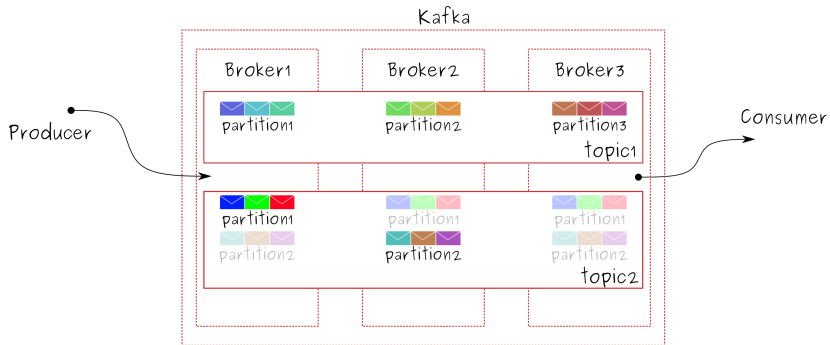 Kafka
Broker1 Broker2 Broker3
partition1 partition2 partition3
topic1
Producer
Consumer
partition1 partition1 partition1
partition2 partition2 partition2
topic2